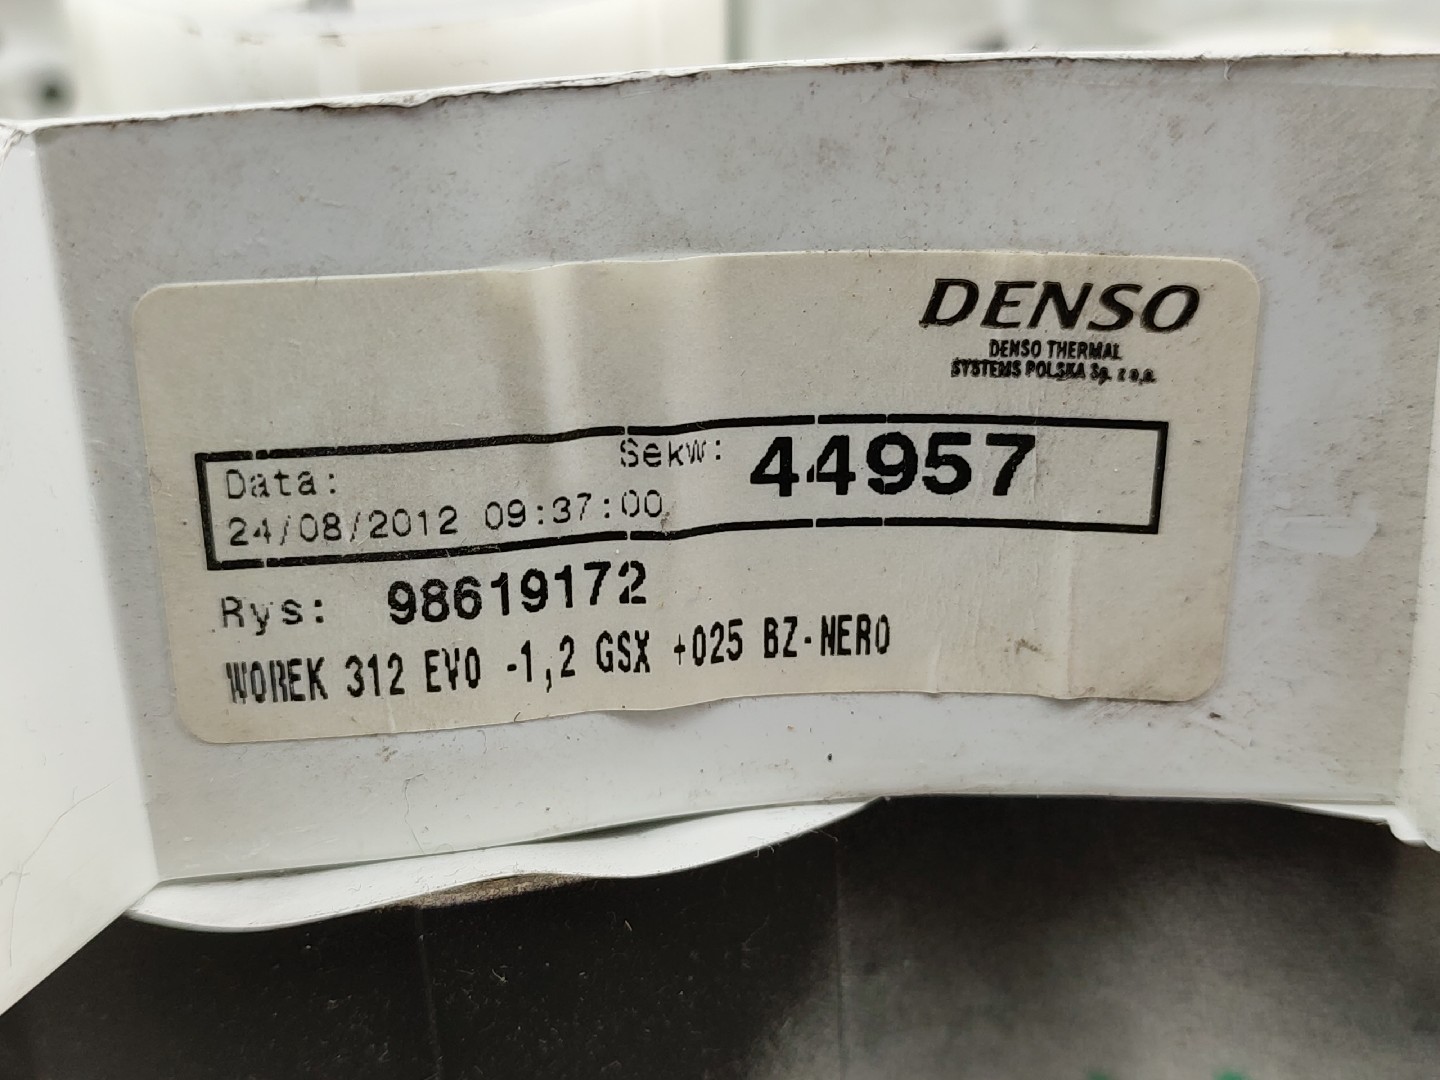 DENSO
DENSO THERMAL
SYSTEMS POLSKA Sp. z o.o.
Sekw: 44957
Data:
24/08/2012 09:37:00
Rys: 98619172
WOREK 312 EVO -1,2 GSX +025 BZ-NERO